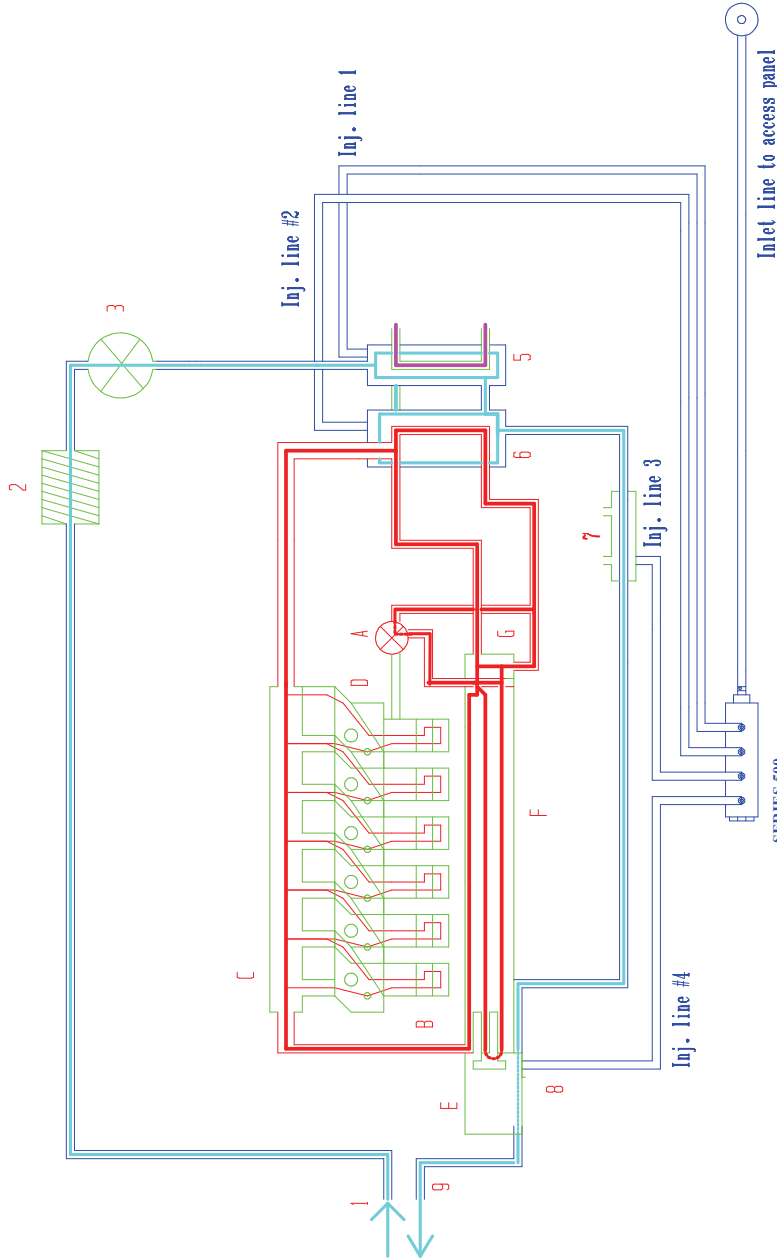 Inj. line 1
Inj. line #2
3
2
5
6
7
Inj. line 3
A
G
D
F
C
B
Inj. line #4
E
8
9
1
Inlet line to access panel